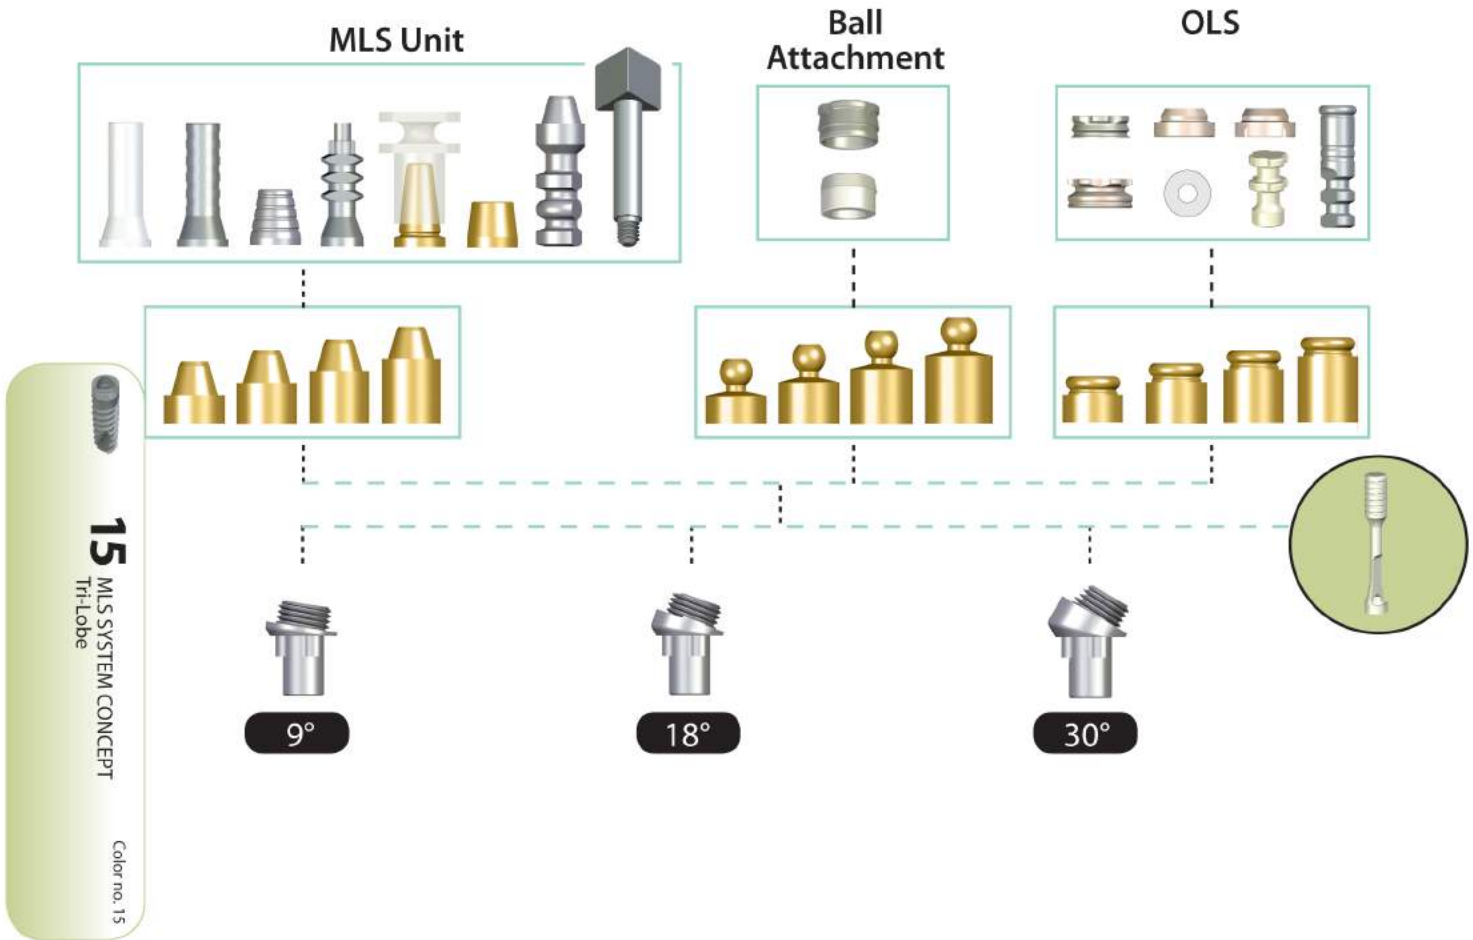 MLS Unit
Ball
Attachment
OLS
15
MLS SYSTEM CONCEPT
Tri-Lobe
Color no. 15
9°
18°
30°